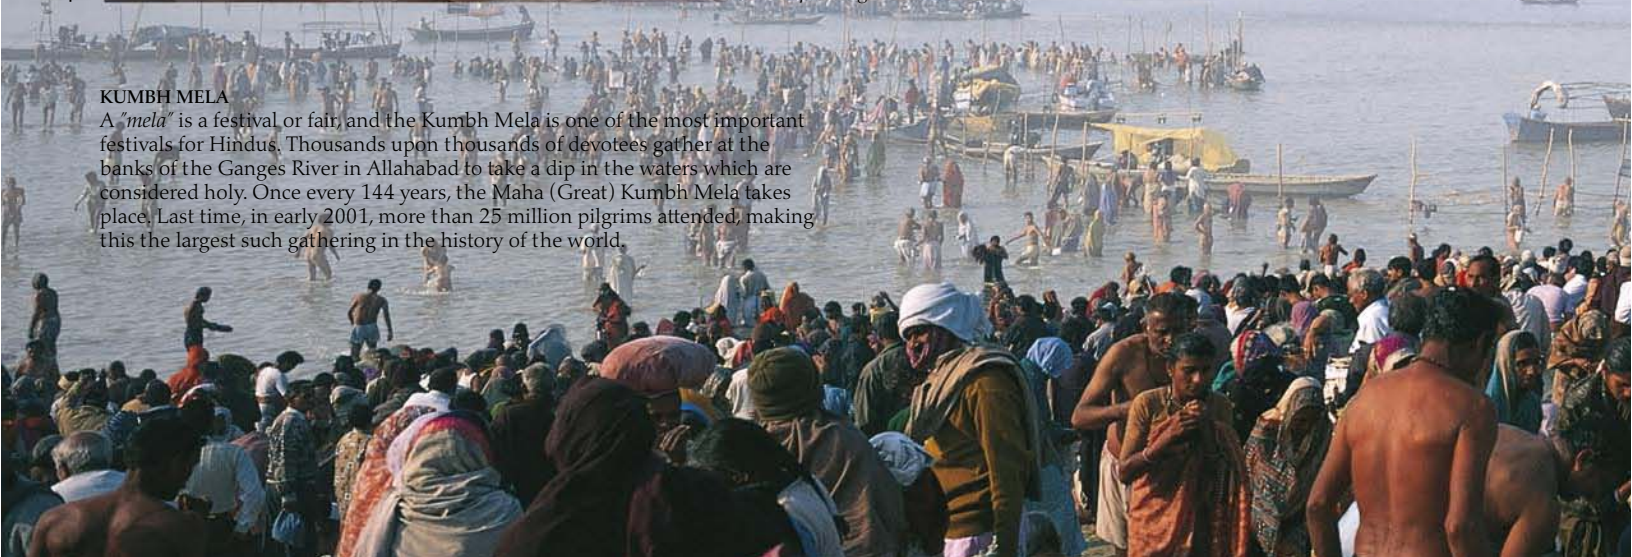 KUMBH MELA
A "mela" is a festival or fair, and the Kumbh Mela is one of the most important
festivals for Hindus. Thousands upon thousands of devotees gather at the
banks of the Ganges River in Allahabad to take a dip in the waters which are
considered holy. Once every 144 years, the Maha (Great) Kumbh Mela takes
place. Last time, in early 2001, more than 25 million pilgrims attended, making
this the largest such gathering in the history of the world.